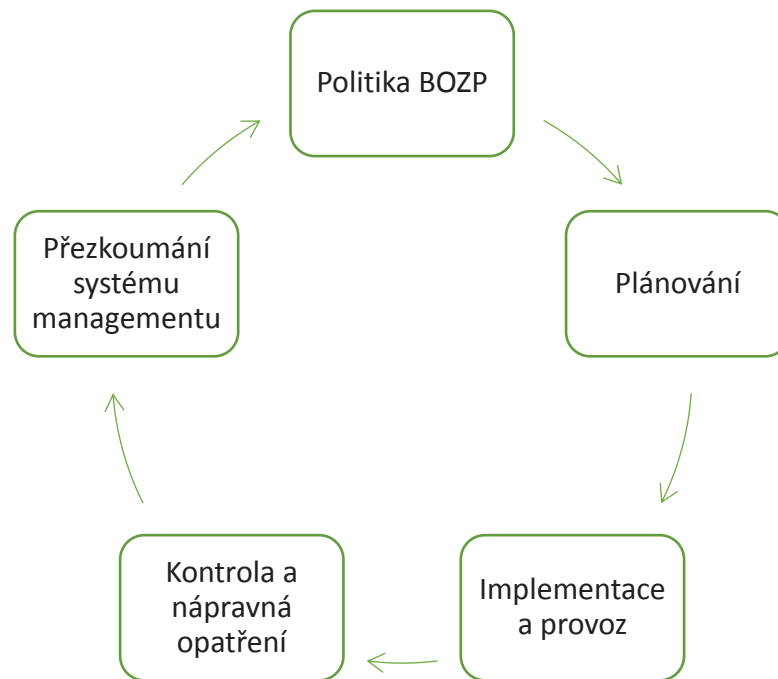 Politika BOZP
Plánování
Implementace
a provoz
Kontrola a
nápravná
opatření
Přezkoumání
systému
managementu